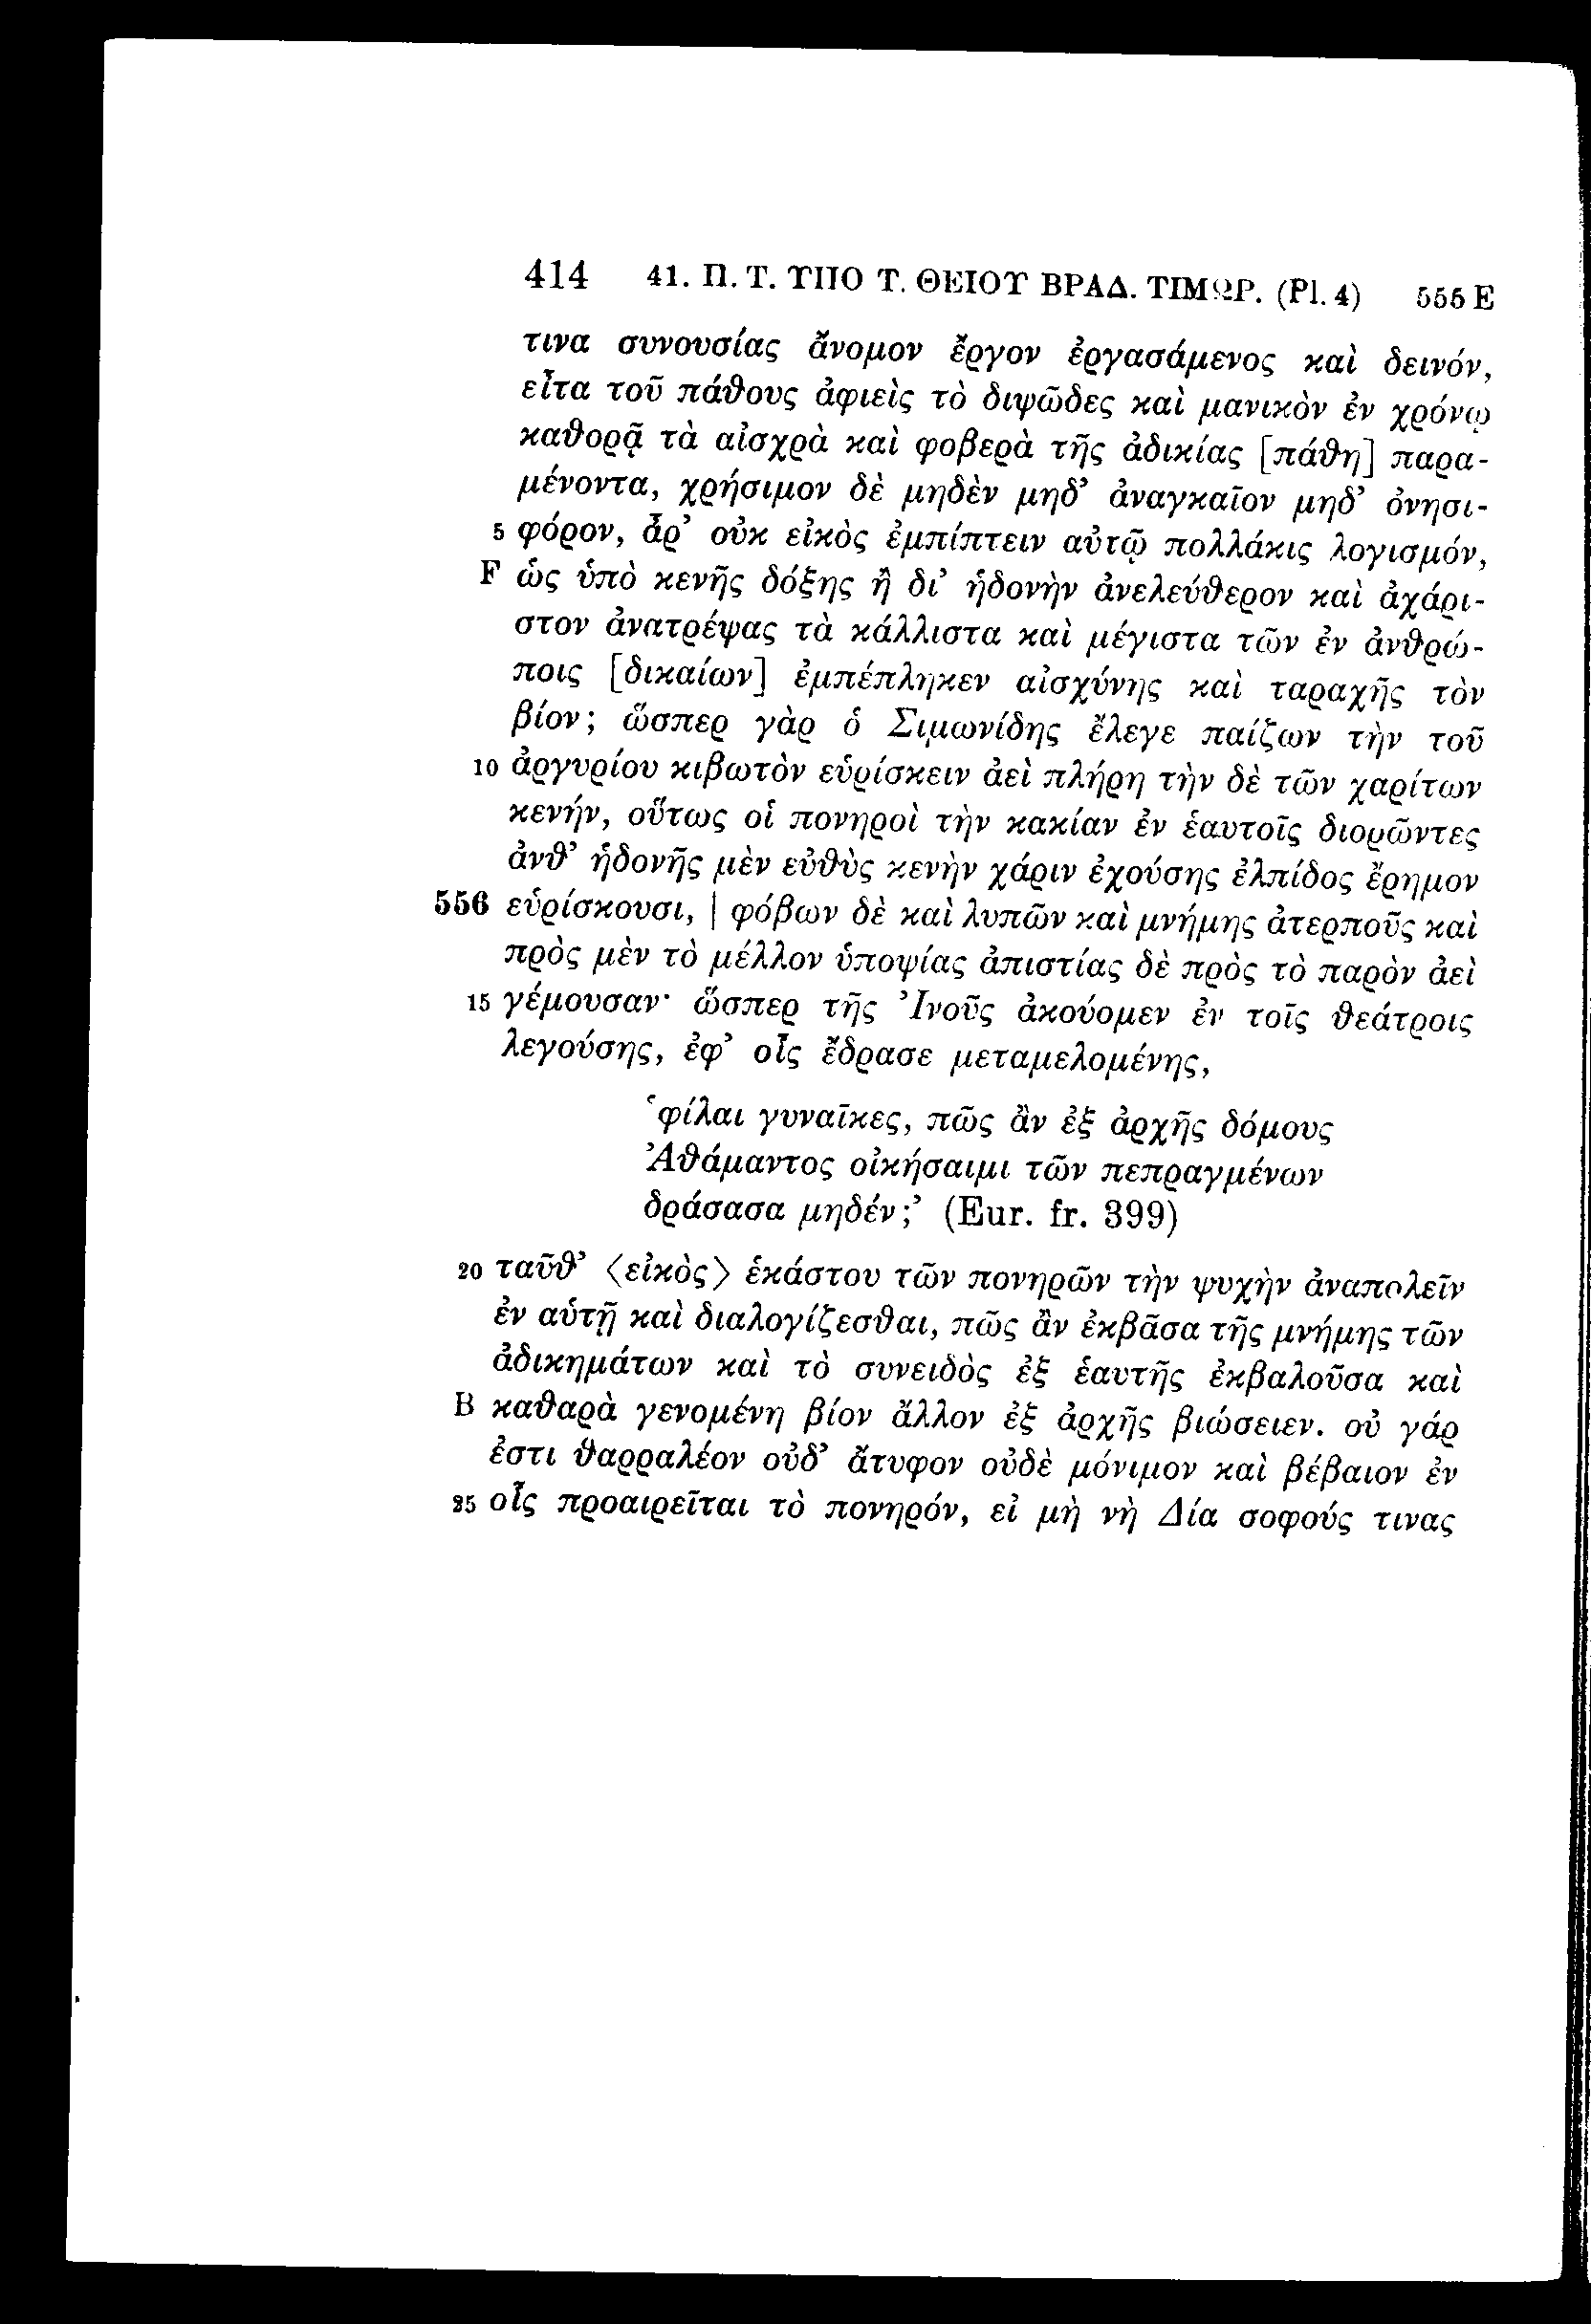 414 41. Π. Τ. ΥΠΟ Τ. ΘΕΙΟΥ ΒΡΑΔ. ΤΙΜΩΡ. (Pl. 4) 555 E
τινα συνουσίας ἄνομον ἔργον ἐργασάμενος καὶ δεινόν,
εἶτα τοῦ πάθους ἀφιεὶς τὸ διψῶδες καὶ μανικὸν ἐν χρόνῳ
καθορᾷ τὰ αἰσχρὰ καὶ φοβερὰ τῆς ἀδικίας [πάθη] παρα-
μένοντα, χρήσιμον δὲ μηδὲν μηδ’ ἀναγκαῖον μηδ’ ὀνησι-
5 φόρον, ἆρ’ οὐκ εἰκὸς ἐμπίπτειν αὐτῷ πολλάκις λογισμόν,
F ὡς ὑπὸ κενῆς δόξης ἢ δι’ ἡδονὴν ἀνελεύθερον καὶ ἀχάρι-
στον ἀνατρέψας τὰ κάλλιστα καὶ μέγιστα τῶν ἐν ἀνθρώ-
ποις [δικαίων] ἐμπέπληκεν αἰσχύνης καὶ ταραχῆς τὸν
βίον; ὥσπερ γὰρ ὁ Σιμωνίδης ἔλεγε παίζων τὴν τοῦ
10 ἀργυρίου κιβωτὸν εὑρίσκειν ἀεὶ πλήρη τὴν δὲ τῶν χαρίτων
κενήν, οὕτως οἱ πονηροὶ τὴν κακίαν ἐν ἑαυτοῖς διορῶντες
ἀνθ’ ἡδονῆς μὲν εὐθὺς κενὴν χάριν ἐχούσης ἐλπίδος ἔρημον
556 εὑρίσκουσι, | φόβων δὲ καὶ λυπῶν καὶ μνήμης ἀτερποῦς καὶ
πρὸς μὲν τὸ μέλλον ὑποψίας ἀπιστίας δὲ πρὸς τὸ παρὸν ἀεὶ
15 γέμουσαν· ὥσπερ τῆς Ἰνοῦς ἀκούομεν ἐν τοῖς θεάτροις
λεγούσης, ἐφ’ οἷς ἔδρασε μεταμελομένης,
‘φίλαι γυναῖκες, πῶς ἂν ἐξ ἀρχῆς δόμους
Ἀθάμαντος οἰκήσαιμι τῶν πεπραγμένων
δράσασα μηδέν;’ (Eur. fr. 399)
20 ταῦθ’ ⟨εἰκὸς⟩ ἑκάστου τῶν πονηρῶν τὴν ψυχὴν ἀναπολεῖν
ἐν αὑτῇ καὶ διαλογίζεσθαι, πῶς ἂν ἐκβᾶσα τῆς μνήμης τῶν
ἀδικημάτων καὶ τὸ συνειδὸς ἐξ ἑαυτῆς ἐκβαλοῦσα καὶ
B καθαρὰ γενομένη βίον ἄλλον ἐξ ἀρχῆς βιώσειεν. οὐ γάρ
ἐστι θαρραλέον οὐδ’ ἄτυφον οὐδὲ μόνιμον καὶ βέβαιον ἐν
25 οἷς προαιρεῖται τὸ πονηρόν, εἰ μὴ νὴ Δία σοφούς τινας